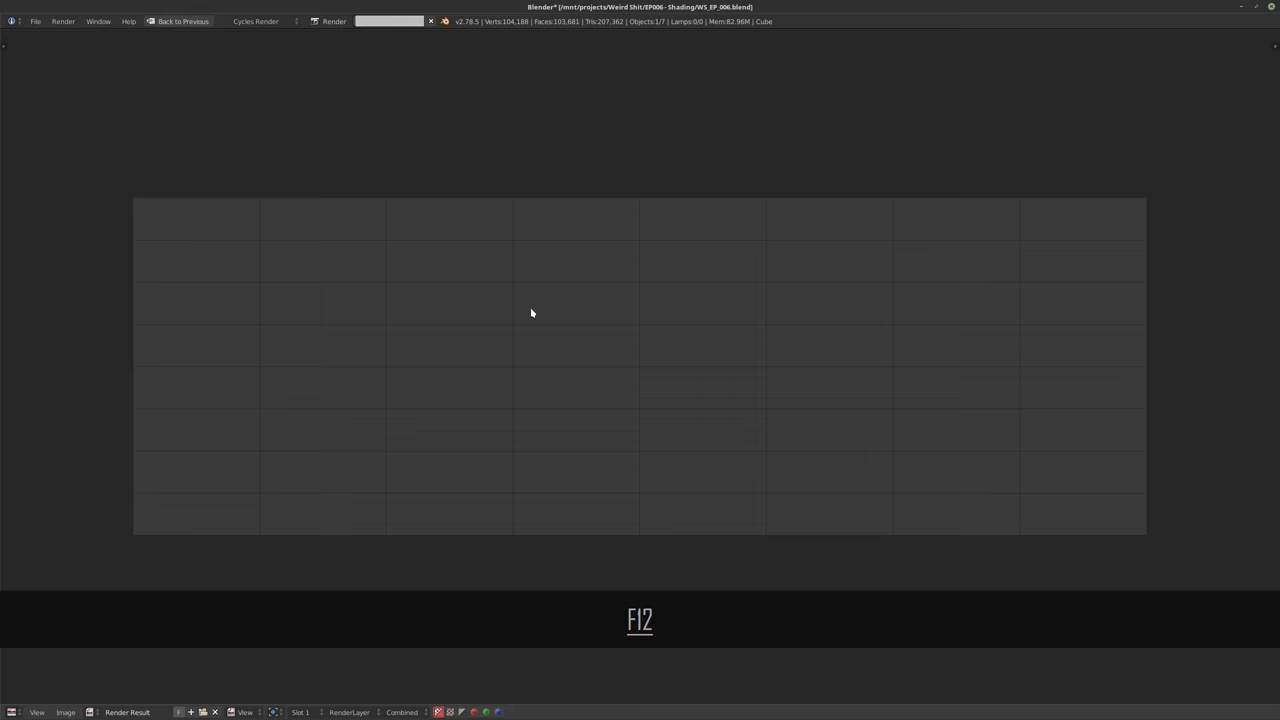 Blender* [/mnt/projects/Weird Shit/EP006 - Shading/WS_EP_006.blend]
File Render Window Help Back to Previous Cycles Render Render v2.78.5 | Verts:104,188 | Faces:103,681 | Tris:207,362 | Objects:1/7 | Lamps:0/0 | Mem:82.96M | Cube
F12
View Image Render Result F View Slot 1 RenderLayer Combined